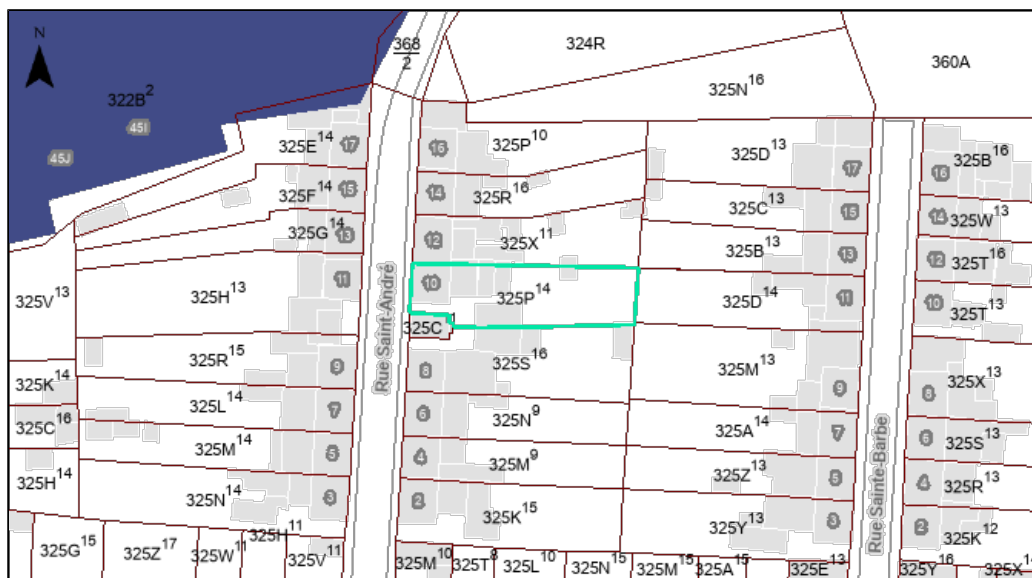 N
368
2
324R
360A
322B²
325N¹⁶
45I
45J
325E¹⁴
17
16
325P¹⁰
325D¹³
17
325B¹⁶
16
325F¹⁴
15
14
325R¹⁶
325C¹³
15
14
325W¹³
325G¹⁴
13
12
325X¹¹
325B¹³
13
12
325T¹⁶
325V¹³
325H¹³
11
10
325P¹⁴
325D¹⁴
11
10
325T¹³
Rue Saint-André
325C¹
325R¹⁵
9
8
325S¹⁶
325M¹³
9
8
325X¹³
325K¹⁴
325L¹⁴
7
6
325N⁹
325A¹⁴
7
6
325S¹³
325C¹⁶
325M¹⁴
5
4
325M⁹
325Z¹³
5
4
325R¹³
325H¹⁴
325N¹⁴
3
2
325K¹⁵
325Y¹³
3
Rue Sainte-Barbe
2
325K¹²
325H¹¹
325G¹⁵
325Z¹⁷
325W¹¹
325V¹¹
325M¹⁰
325T⁸
325L¹⁰
325N¹⁵
325M¹⁵
325A¹⁵
325E¹³
325Y¹⁶